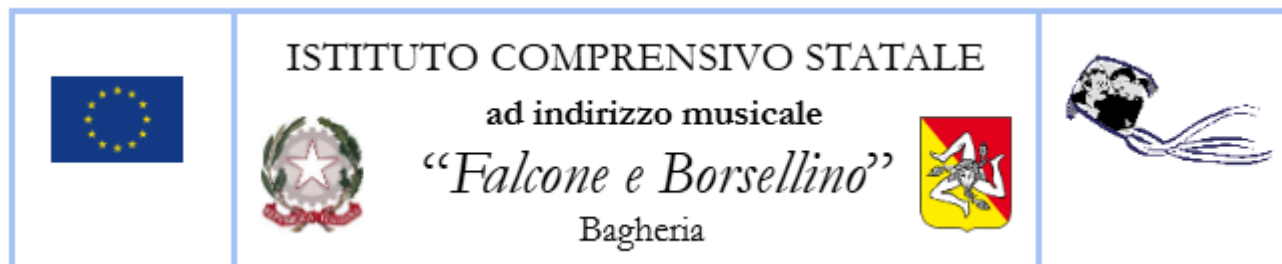 ISTITUTO COMPRENSIVO STATALE
ad indirizzo musicale
“Falcone e Borsellino”
Bagheria